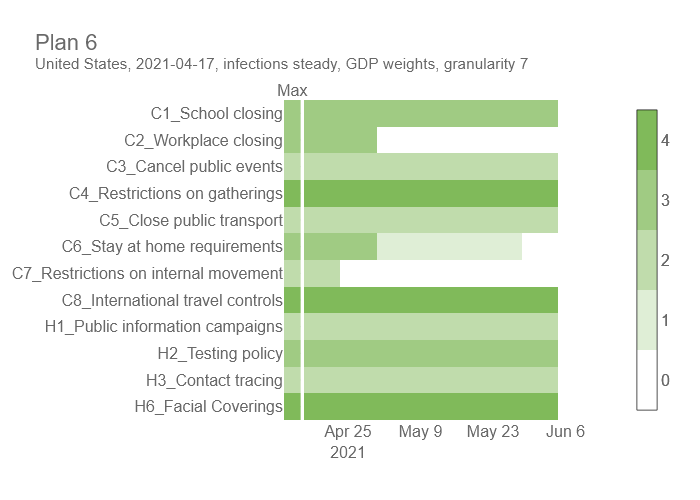 Plan 6
United States, 2021-04-17, infections steady, GDP weights, granularity 7
Max
C1_School closing
C2_Workplace closing
C3_Cancel public events
C4_Restrictions on gatherings
C5_Close public transport
C6_Stay at home requirements
C7_Restrictions on internal movement
C8_International travel controls
H1_Public information campaigns
H2_Testing policy
H3_Contact tracing
H6_Facial Coverings
Apr 25 May 9 May 23 Jun 6
2021
4
3
2
1
0